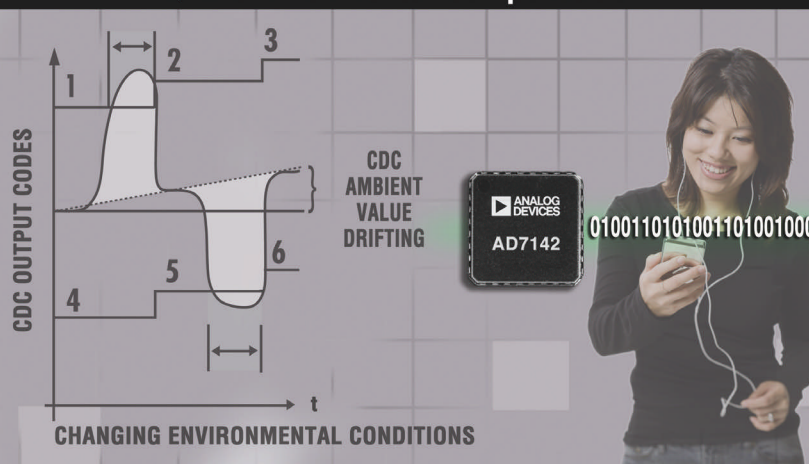 1
2
3
CDC OUTPUT CODES
4
5
6
CDC
AMBIENT
VALUE
DRIFTING
t
CHANGING ENVIRONMENTAL CONDITIONS
ANALOG
DEVICES
AD7142
0100110101001101001000